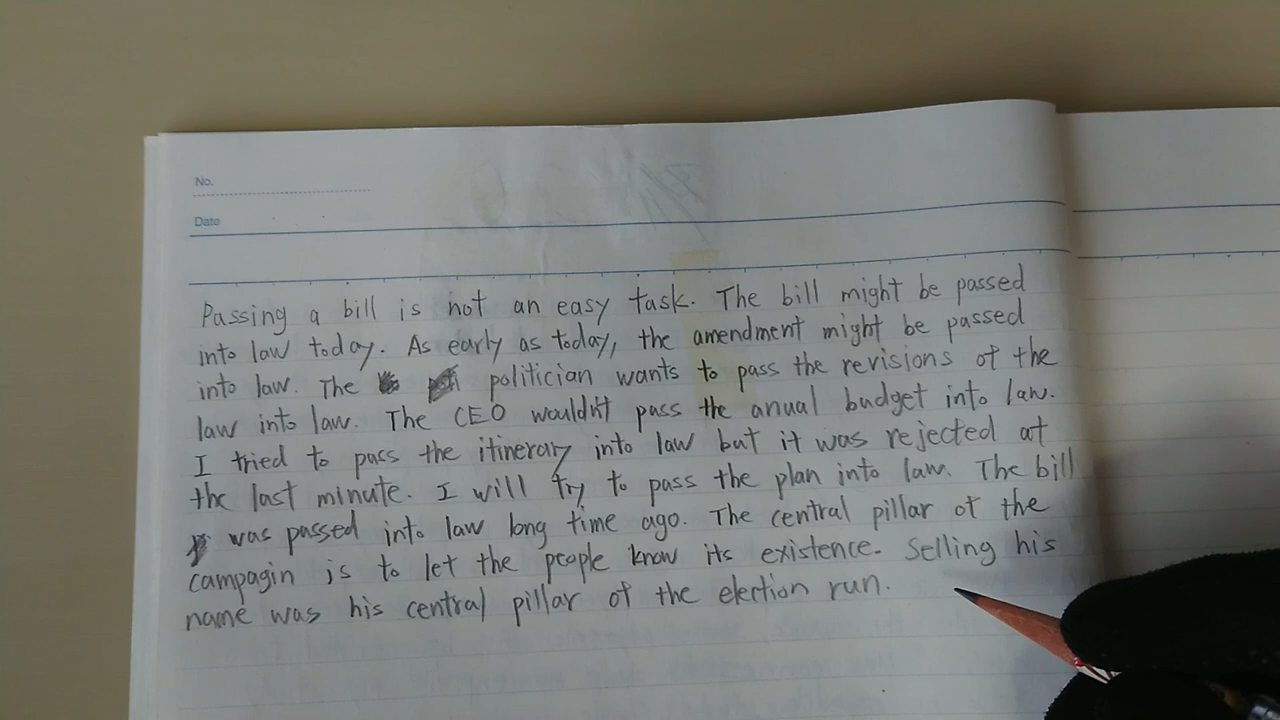 No.
Date
Passing a bill is not an easy task. The bill might be passed
into law today. As early as today, the amendment might be passed
into law. The politician wants to pass the revisions of the
law into law. The CEO wouldn't pass the anual budget into law.
I tried to pass the itinerary into law but it was rejected at
the last minute. I will try to pass the plan into law. The bill
was passed into law long time ago. The central pillar of the
campagin is to let the people know its existence. Selling his
name was his central pillar of the election run.